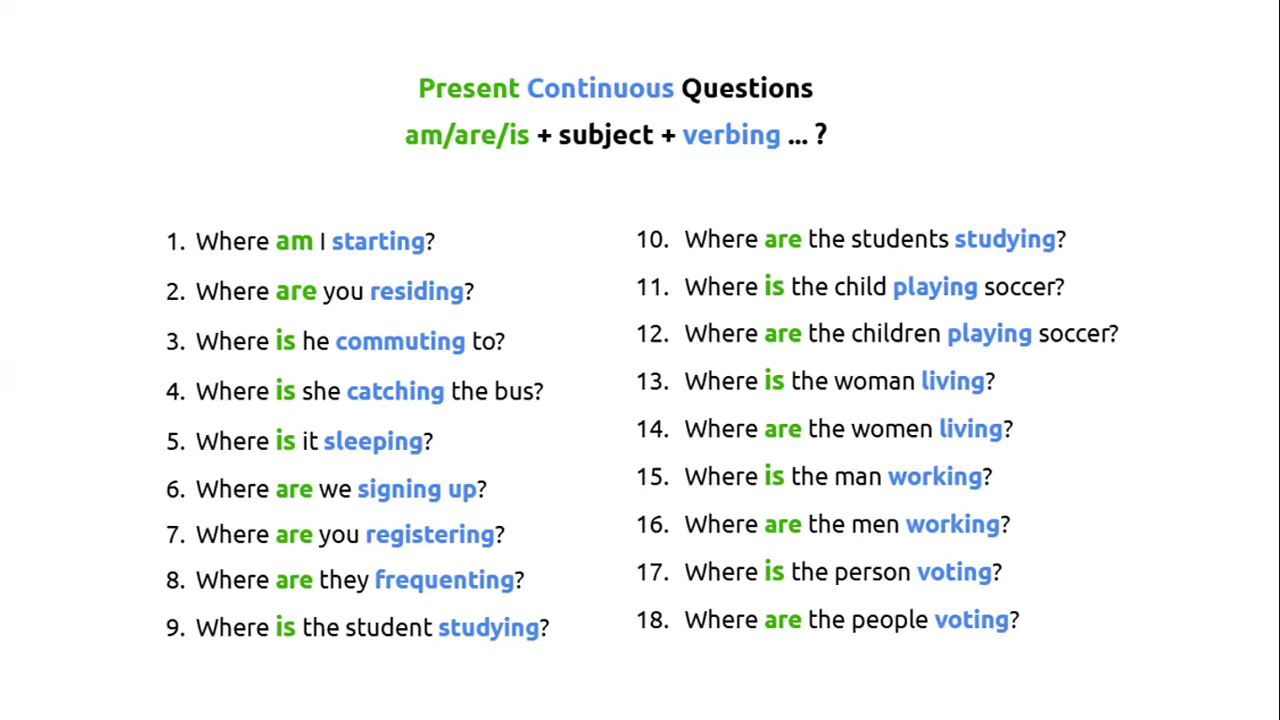 Present Continuous Questions
am/are/is + subject + verbing ... ?
1. Where am I starting?
2. Where are you residing?
3. Where is he commuting to?
4. Where is she catching the bus?
5. Where is it sleeping?
6. Where are we signing up?
7. Where are you registering?
8. Where are they frequenting?
9. Where is the student studying?
10. Where are the students studying?
11. Where is the child playing soccer?
12. Where are the children playing soccer?
13. Where is the woman living?
14. Where are the women living?
15. Where is the man working?
16. Where are the men working?
17. Where is the person voting?
18. Where are the people voting?